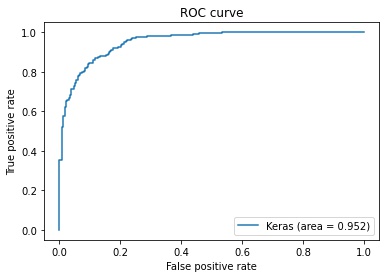 ROC curve
True positive rate
1.0
0.8
0.6
0.4
0.2
0.0
Keras (area = 0.952)
0.0 0.2 0.4 0.6 0.8 1.0
False positive rate